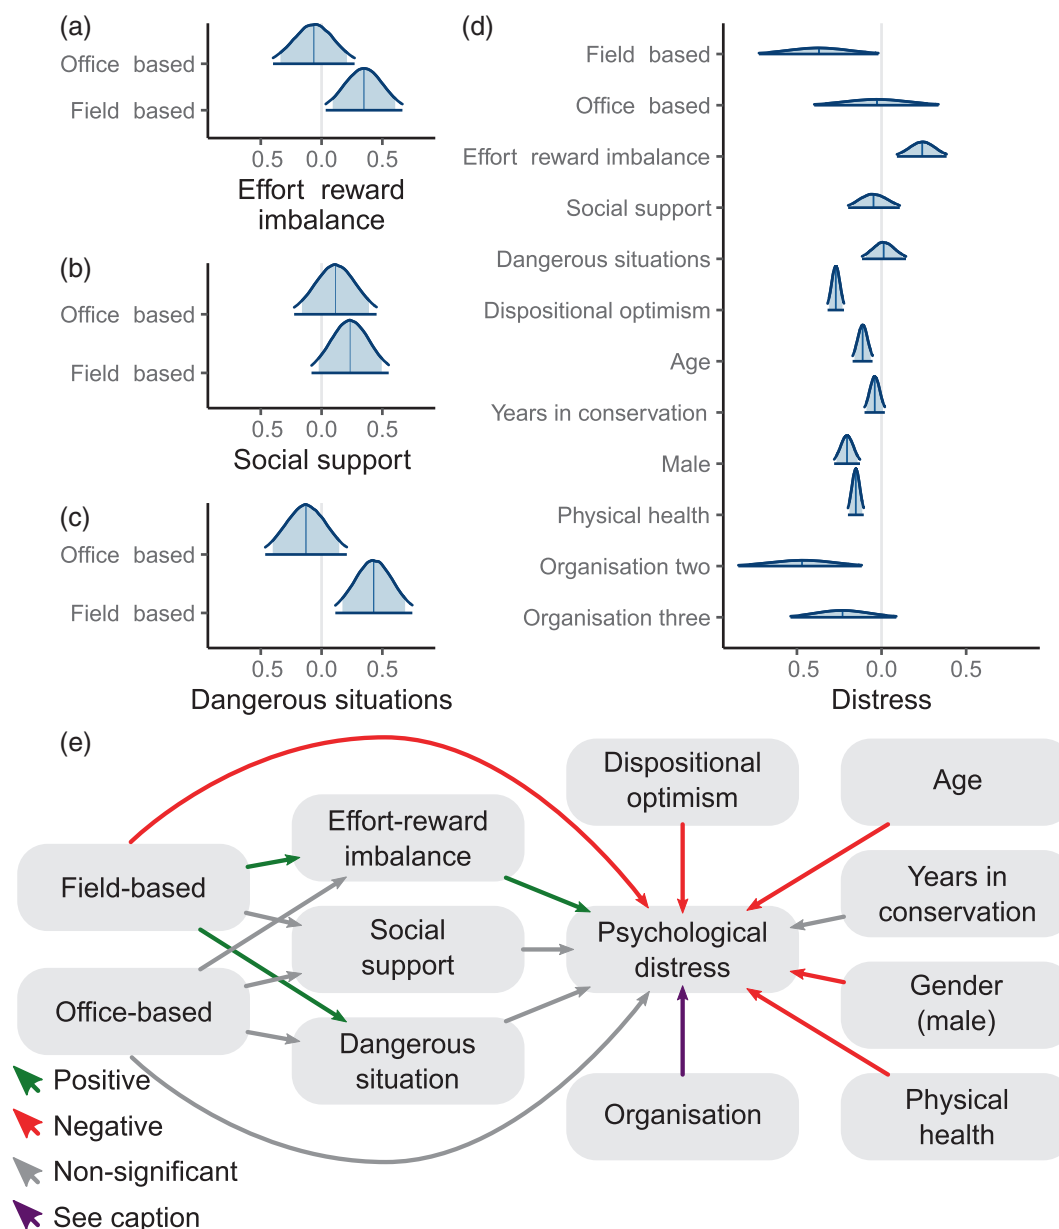 (a)
Office based
Field based
0.5 0.0 0.5
Effort reward
imbalance
(b)
Office based
Field based
0.5 0.0 0.5
Social support
(c)
Office based
Field based
0.5 0.0 0.5
Dangerous situations
(d)
Field based
Office based
Effort reward imbalance
Social support
Dangerous situations
Dispositional optimism
Age
Years in conservation
Male
Physical health
Organisation two
Organisation three
0.5 0.0 0.5
Distress
(e)
Field-based
Office-based
Effort-reward
imbalance
Social
support
Dangerous
situation
Dispositional
optimism
Psychological
distress
Organisation
Age
Years in
conservation
Gender
(male)
Physical
health
Positive
Negative
Non-significant
See caption